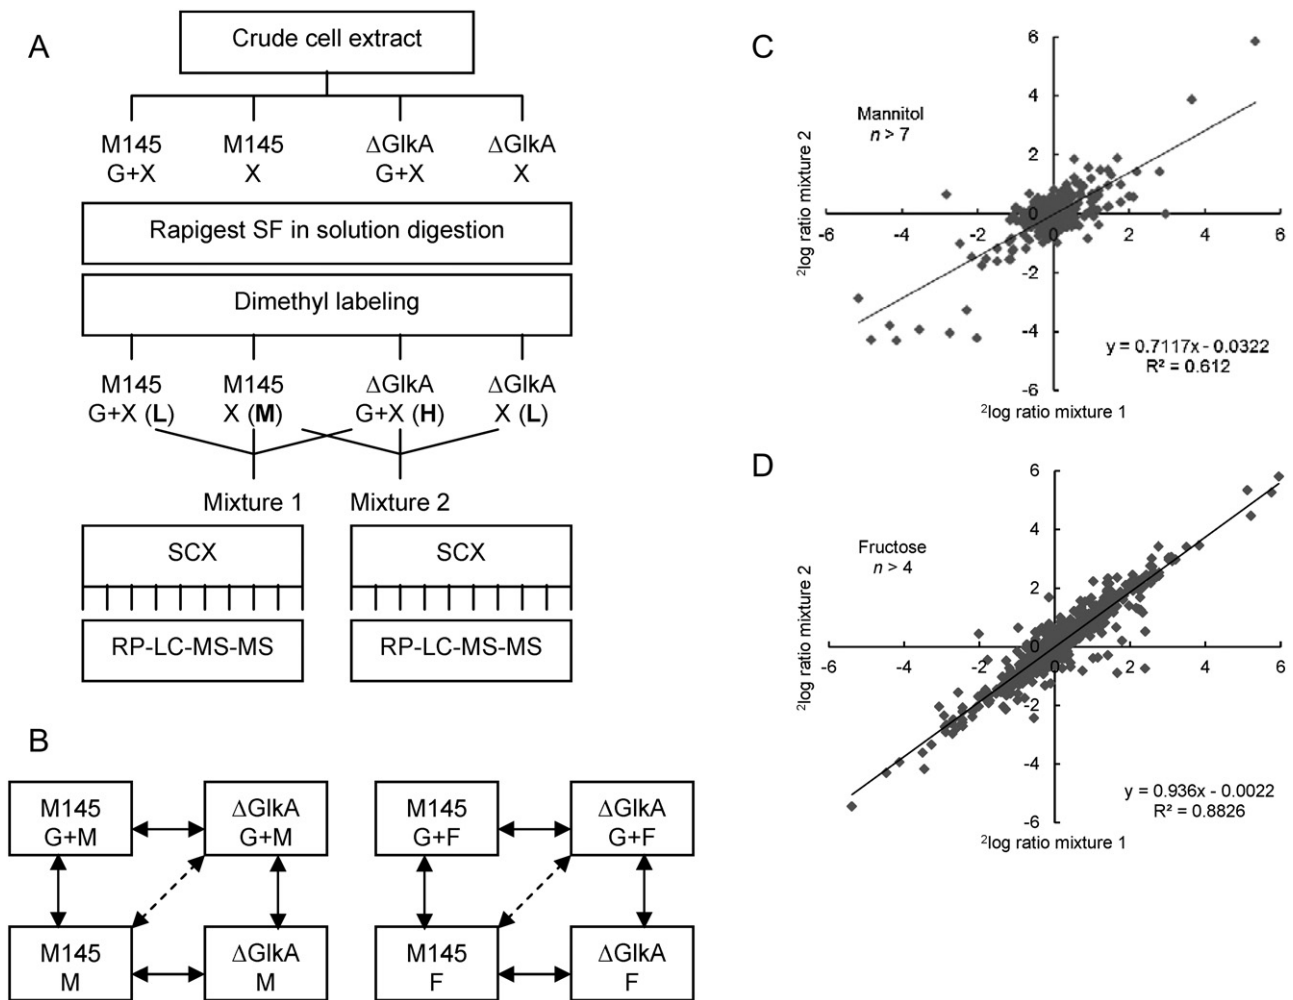 A
Crude cell extract
M145 M145 ΔGlkA ΔGlkA
G+X X G+X X
Rapigest SF in solution digestion
Dimethyl labeling
M145 M145 ΔGlkA ΔGlkA
G+X (L) X (M) G+X (H) X (L)
Mixture 1 Mixture 2
SCX SCX
RP-LC-MS-MS RP-LC-MS-MS
B
M145 ΔGlkA M145 ΔGlkA
G+M G+M G+F G+F
M145 ΔGlkA M145 ΔGlkA
M M F F
C
²log ratio mixture 2
Mannitol
n > 7
6
4
2
0
-2
-4
-6
-6 -4 -2 0 2 4 6
y = 0.7117x - 0.0322
R² = 0.612
²log ratio mixture 1
D
²log ratio mixture 2
Fructose
n > 4
6
4
2
0
-2
-4
-6
-6 -4 -2 0 2 4 6
y = 0.936x - 0.0022
R² = 0.8826
²log ratio mixture 1